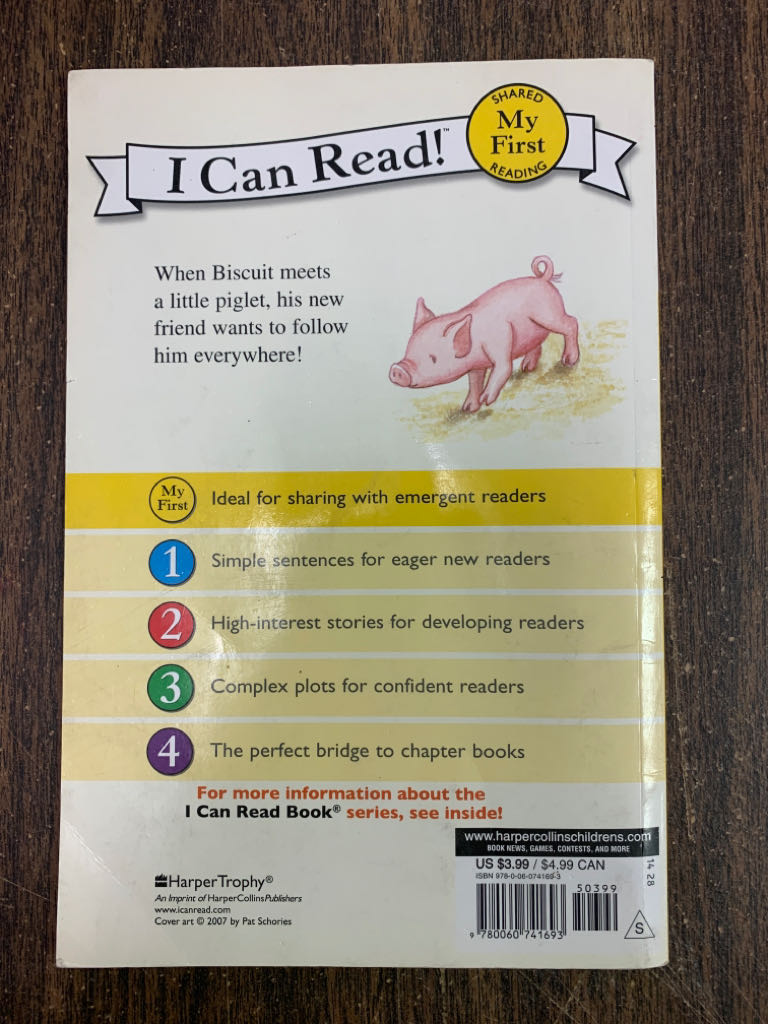 I Can Read!™
SHARED
My
First
READING
When Biscuit meets
a little piglet, his new
friend wants to follow
him everywhere!
My
First
Ideal for sharing with emergent readers
1 Simple sentences for eager new readers
2 High-interest stories for developing readers
3 Complex plots for confident readers
4 The perfect bridge to chapter books
For more information about the
I Can Read Book® series, see inside!
HarperTrophy®
An Imprint of HarperCollinsPublishers
www.icanread.com
Cover art © 2007 by Pat Schories
www.harpercollinschildrens.com
BOOK NEWS, GAMES, CONTESTS, AND MORE
US $3.99 / $4.99 CAN
ISBN 978-0-06-074169-3
50399
9 780060 741693
14 28
S